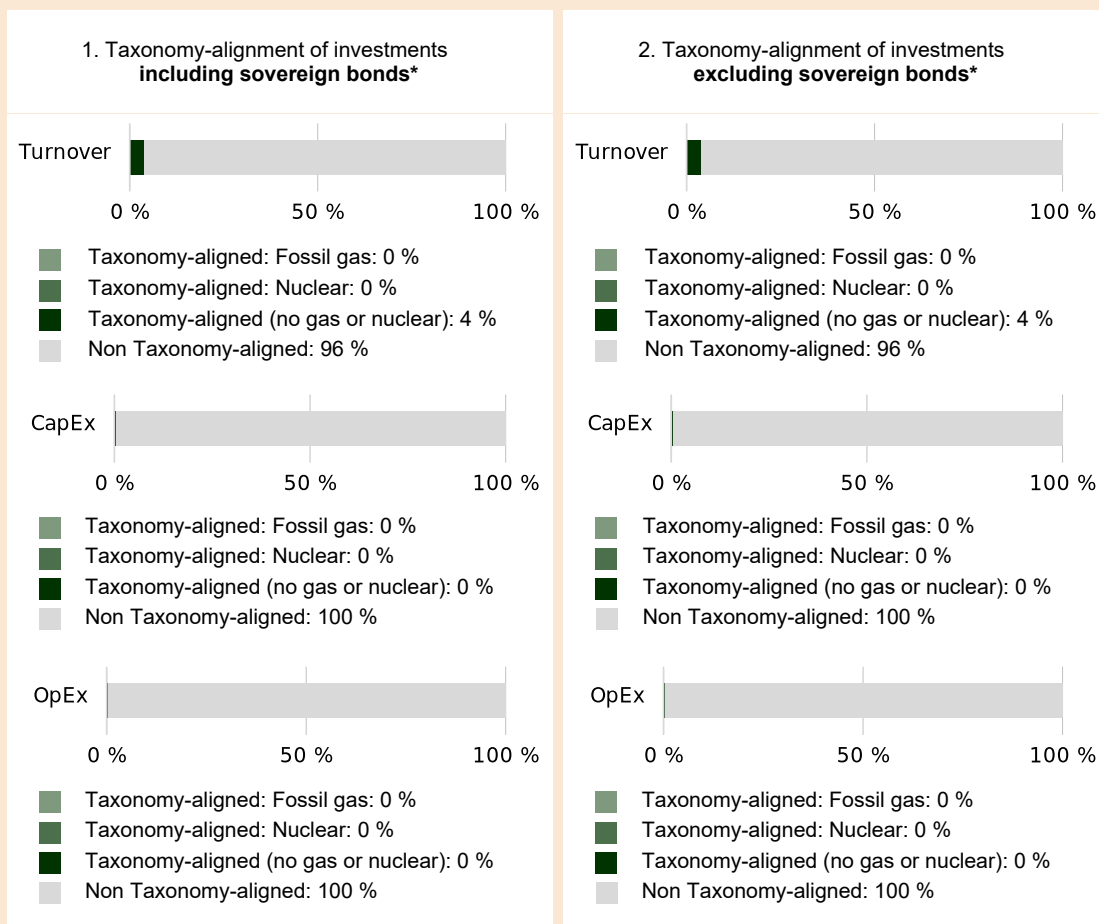 1. Taxonomy-alignment of investments
including sovereign bonds*
Turnover
0 % 50 % 100 %
Taxonomy-aligned: Fossil gas: 0 %
Taxonomy-aligned: Nuclear: 0 %
Taxonomy-aligned (no gas or nuclear): 4 %
Non Taxonomy-aligned: 96 %
CapEx
0 % 50 % 100 %
Taxonomy-aligned: Fossil gas: 0 %
Taxonomy-aligned: Nuclear: 0 %
Taxonomy-aligned (no gas or nuclear): 0 %
Non Taxonomy-aligned: 100 %
OpEx
0 % 50 % 100 %
Taxonomy-aligned: Fossil gas: 0 %
Taxonomy-aligned: Nuclear: 0 %
Taxonomy-aligned (no gas or nuclear): 0 %
Non Taxonomy-aligned: 100 %
2. Taxonomy-alignment of investments
excluding sovereign bonds*
Turnover
0 % 50 % 100 %
Taxonomy-aligned: Fossil gas: 0 %
Taxonomy-aligned: Nuclear: 0 %
Taxonomy-aligned (no gas or nuclear): 4 %
Non Taxonomy-aligned: 96 %
CapEx
0 % 50 % 100 %
Taxonomy-aligned: Fossil gas: 0 %
Taxonomy-aligned: Nuclear: 0 %
Taxonomy-aligned (no gas or nuclear): 0 %
Non Taxonomy-aligned: 100 %
OpEx
0 % 50 % 100 %
Taxonomy-aligned: Fossil gas: 0 %
Taxonomy-aligned: Nuclear: 0 %
Taxonomy-aligned (no gas or nuclear): 0 %
Non Taxonomy-aligned: 100 %